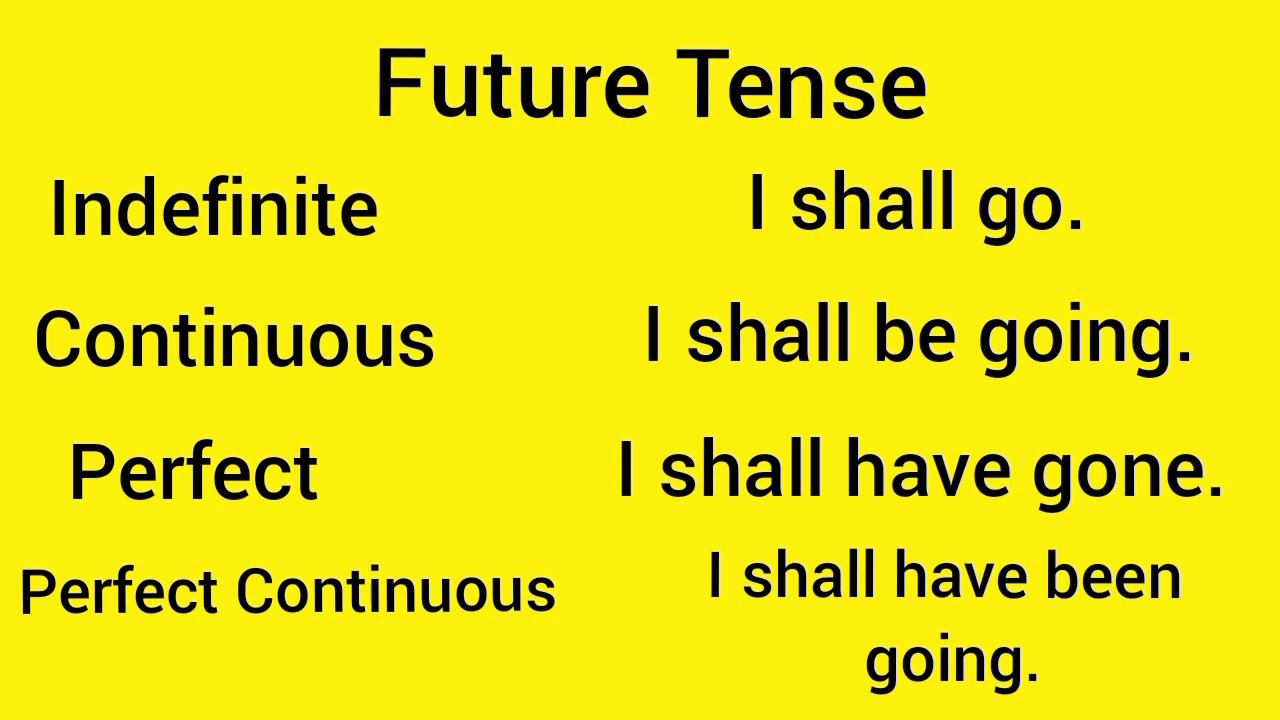 Future Tense
Indefinite I shall go.
Continuous I shall be going.
Perfect I shall have gone.
Perfect Continuous I shall have been
going.